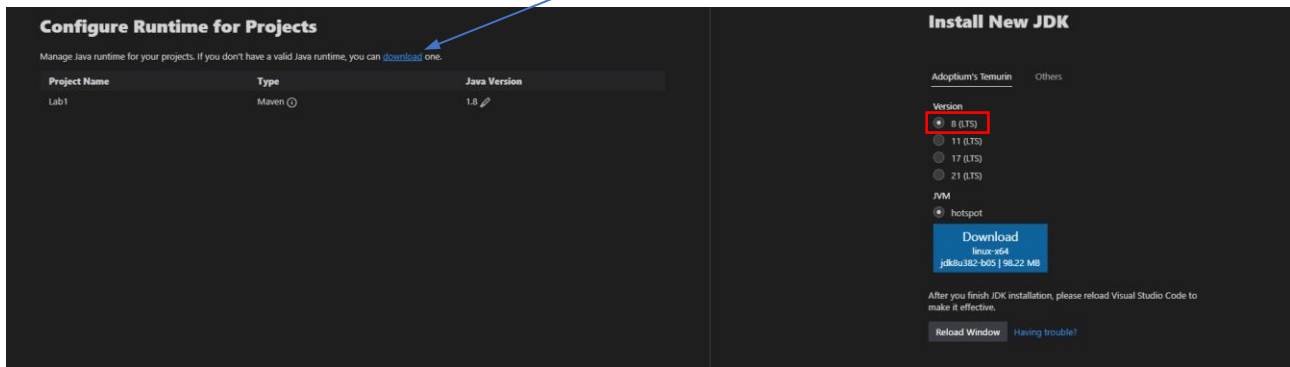 Configure Runtime for Projects
Manage Java runtime for your projects. If you don't have a valid Java runtime, you can download one.
Project Name Type Java Version
Lab1 Maven 1.8
Install New JDK
Adoptium's Temurin Others
Version
8 (LTS)
11 (LTS)
17 (LTS)
21 (LTS)
JVM
hotspot
Download
linux-x64
jdk8u382-b05 | 98.22 MB
After you finish JDK installation, please reload Visual Studio Code to
make it effective.
Reload Window Having trouble?